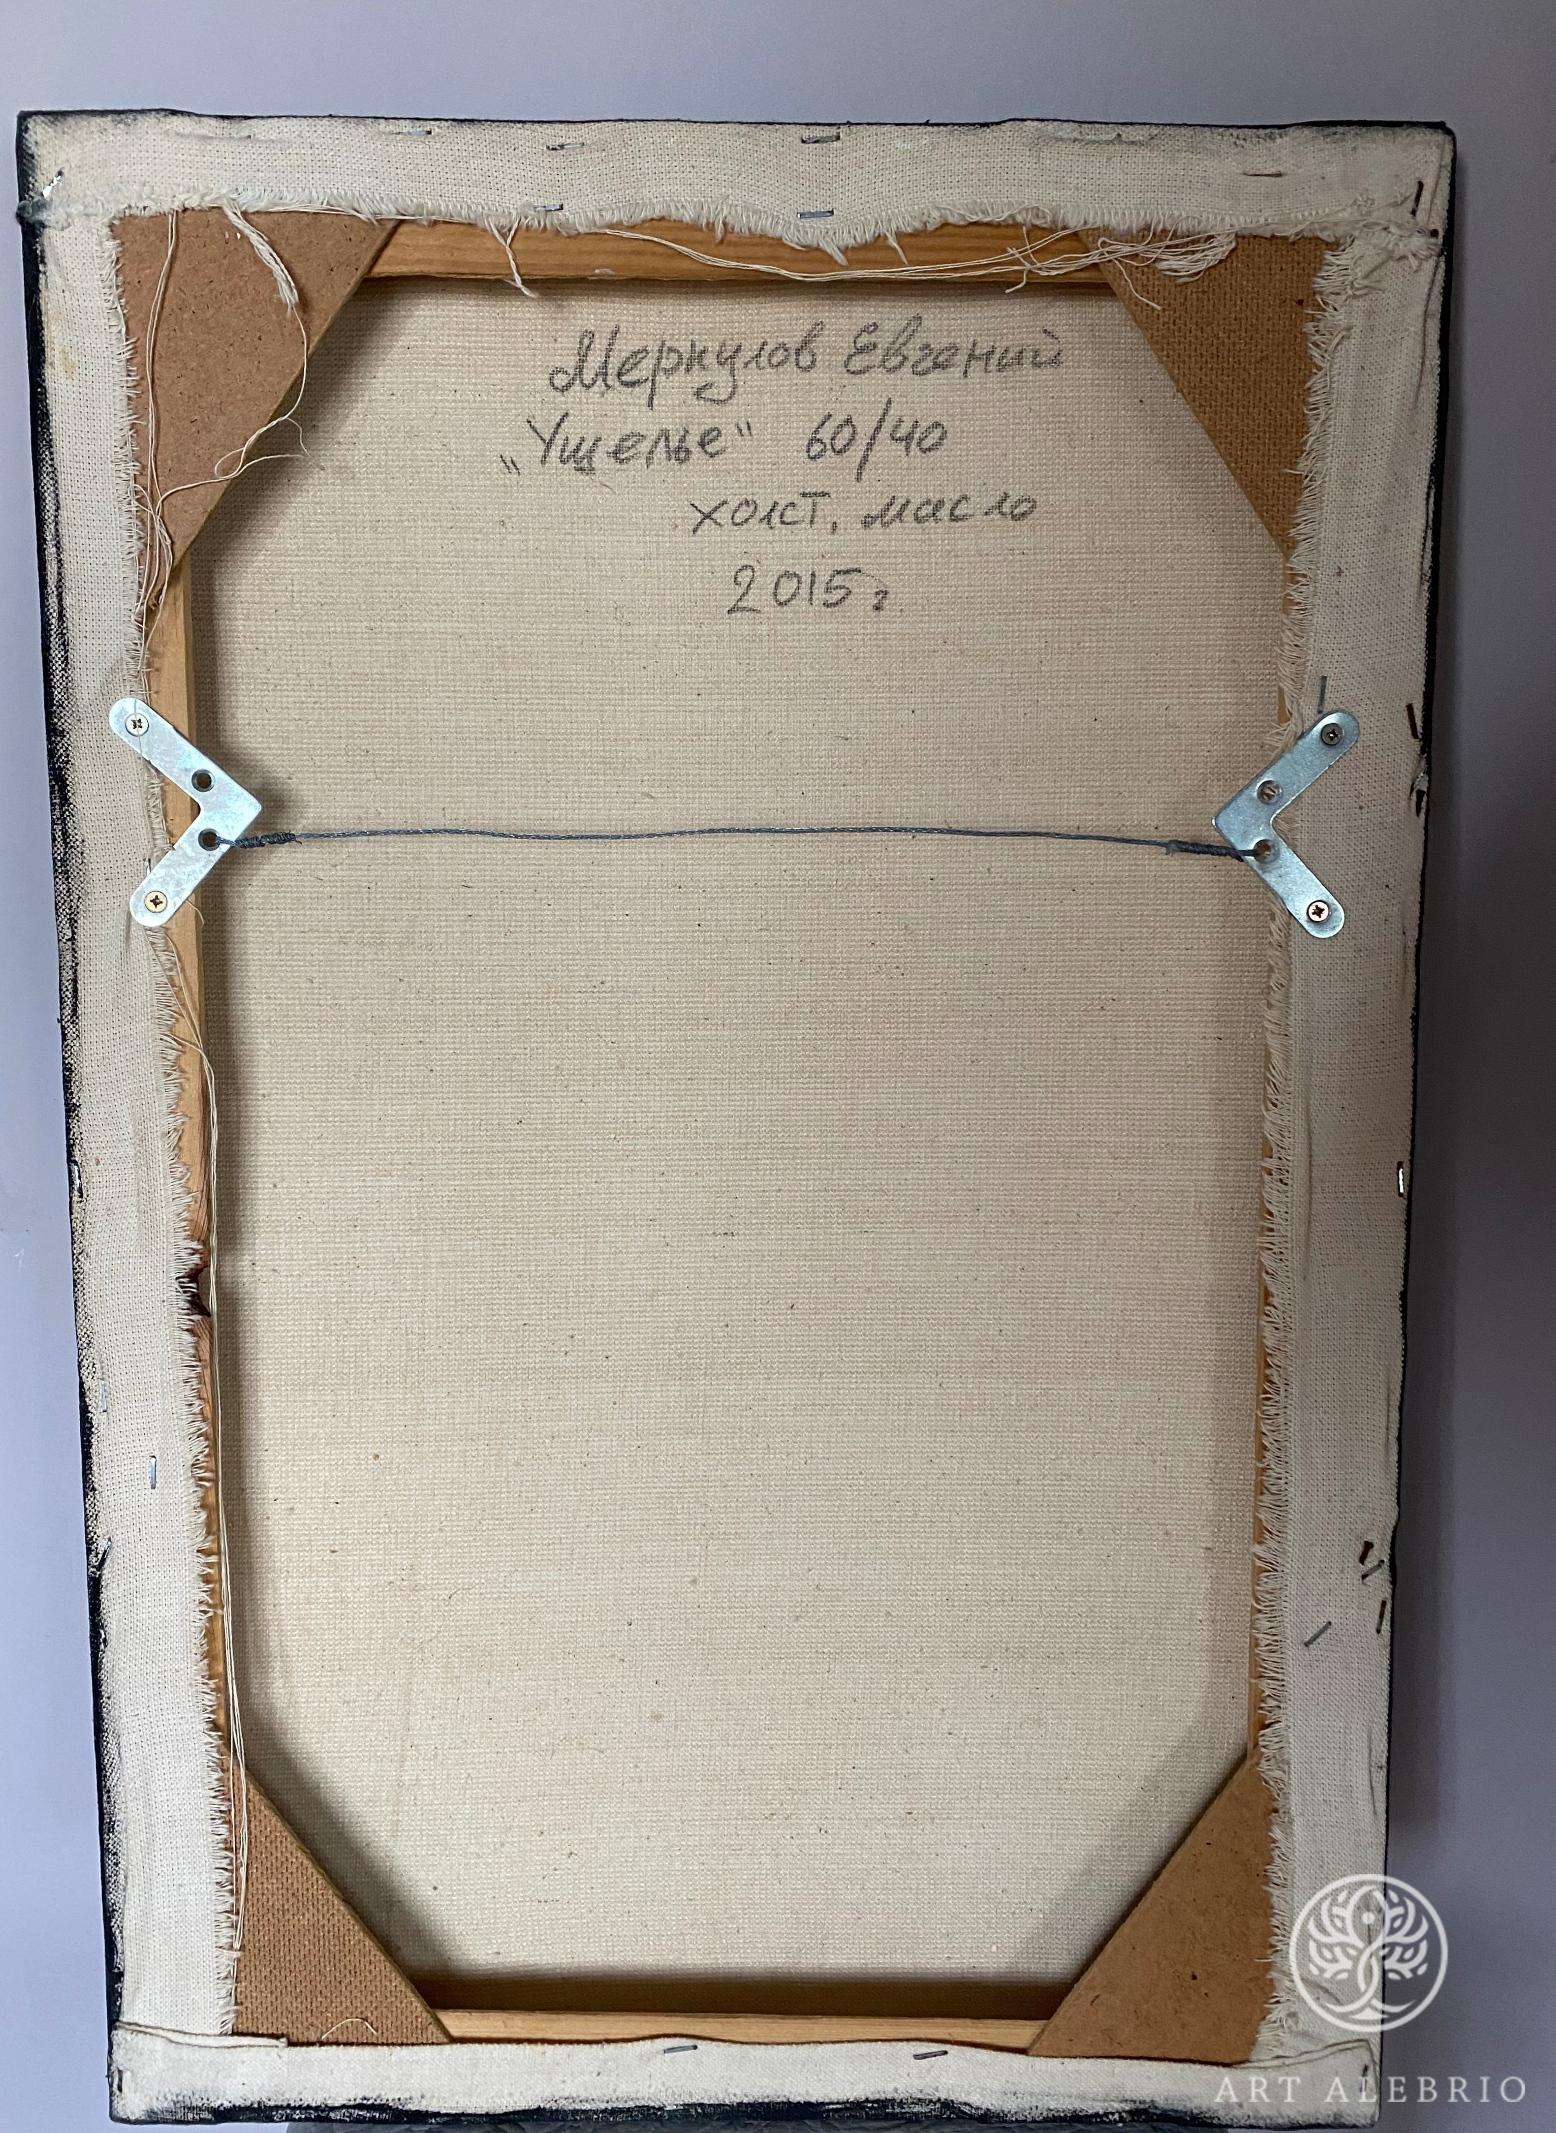 Меркулов Евгений
„Ущелье" 60/40
холст, масло
2015г.
ART ALEBRIO